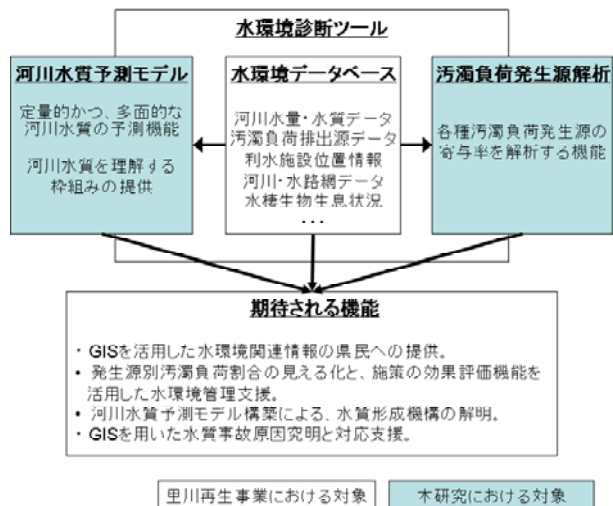 水環境診断ツール
河川水質予測モデル
定量的かつ、多面的な
河川水質の予測機能
河川水質を理解する
枠組みの提供
水環境データベース
河川水量・水質データ
汚濁負荷排出源データ
利水施設位置情報
河川・水路網データ
水棲生物生息状況
・・・
汚濁負荷発生源解析
各種汚濁負荷発生源の
寄与率を解析する機能
期待される機能
・GISを活用した水環境関連情報の県民への提供。
・発生源別汚濁負荷割合の見える化と、施策の効果評価機能を
活用した水環境管理支援。
・河川水質予測モデル構築による、水質形成機構の解明。
・GISを用いた水質事故原因究明と対応支援。
里川再生事業における対象
本研究における対象